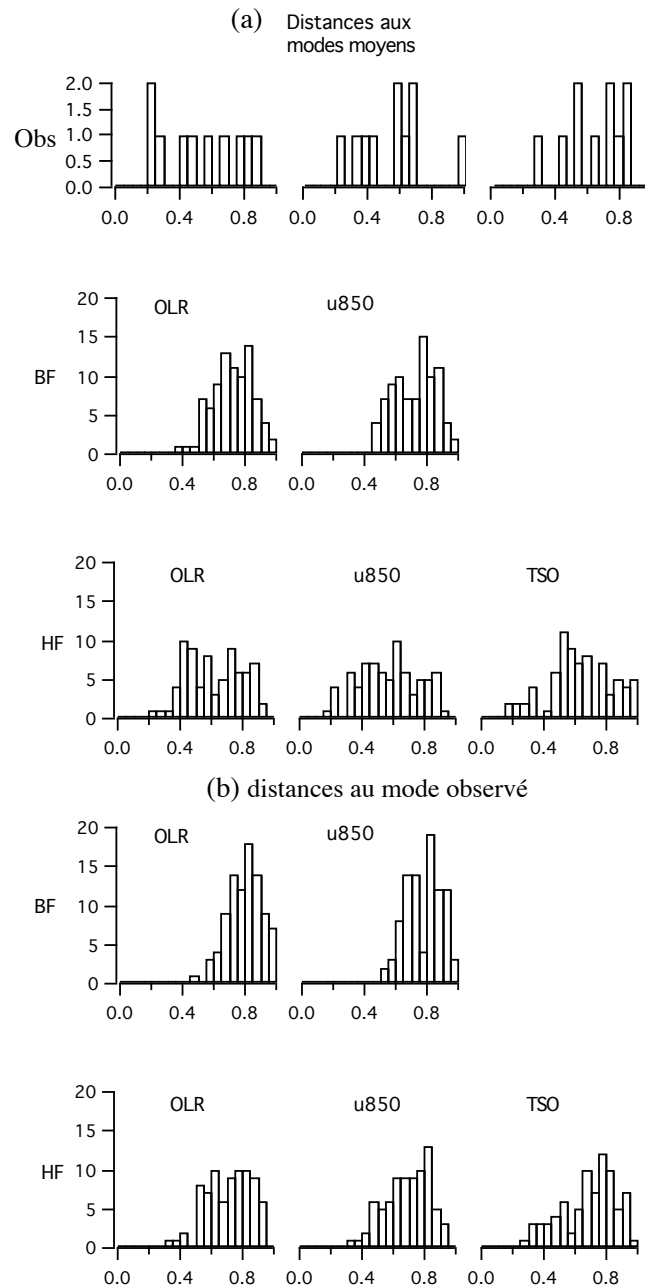 (a) Distances aux
modes moyens
Obs
2.0
1.5
1.0
0.5
0.0
0.0 0.4 0.8 0.0 0.4 0.8 0.0 0.4 0.8
OLR u850
BF
20
15
10
5
0
0.0 0.4 0.8 0.0 0.4 0.8
OLR u850 TSO
HF
20
15
10
5
0
0.0 0.4 0.8 0.0 0.4 0.8 0.0 0.4 0.8
(b) distances au mode observé
OLR u850
BF
20
15
10
5
0
0.0 0.4 0.8 0.0 0.4 0.8
OLR u850 TSO
HF
20
15
10
5
0
0.0 0.4 0.8 0.0 0.4 0.8 0.0 0.4 0.8